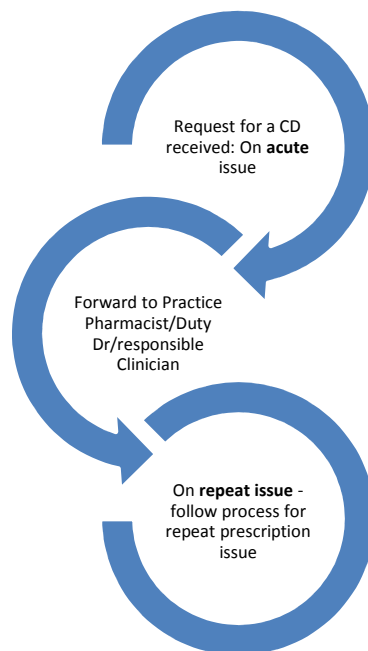 Request for a CD
received: On acute
issue
Forward to Practice
Pharmacist/Duty
Dr/responsible
Clinician
On repeat issue -
follow process for
repeat prescription
issue